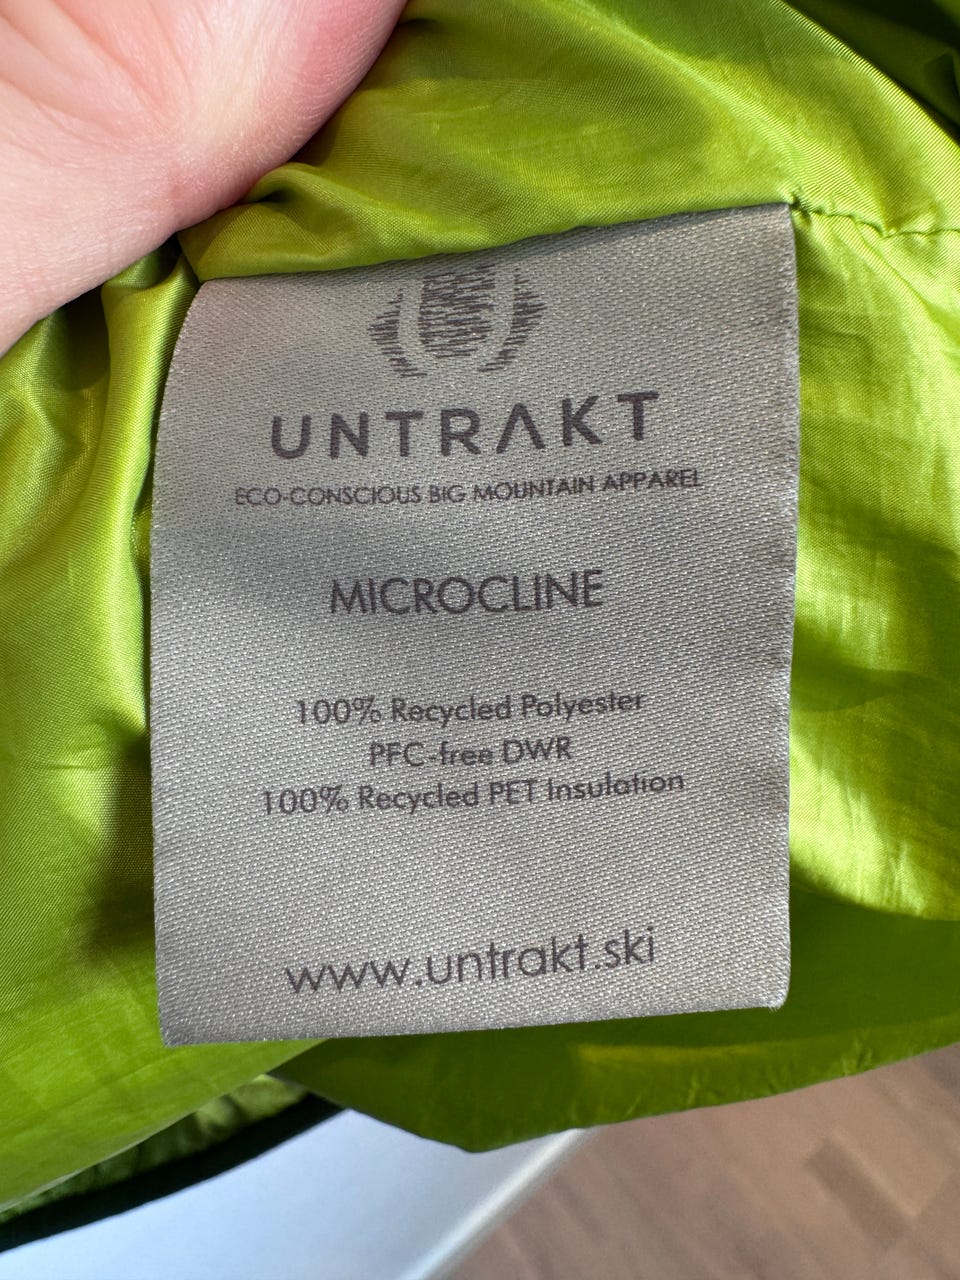 UNTRAKT
ECO-CONSCIOUS BIG MOUNTAIN APPAREL
MICROCLINE
100% Recycled Polyester
PFC-free DWR
100% Recycled PET Insulation
www.untrakt.ski